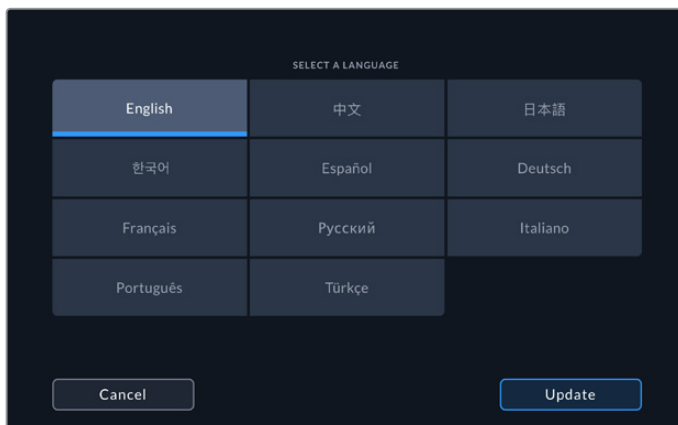 SELECT A LANGUAGE
English 中文 日本語
한국어 Español Deutsch
Français Русский Italiano
Português Türkçe
Cancel Update